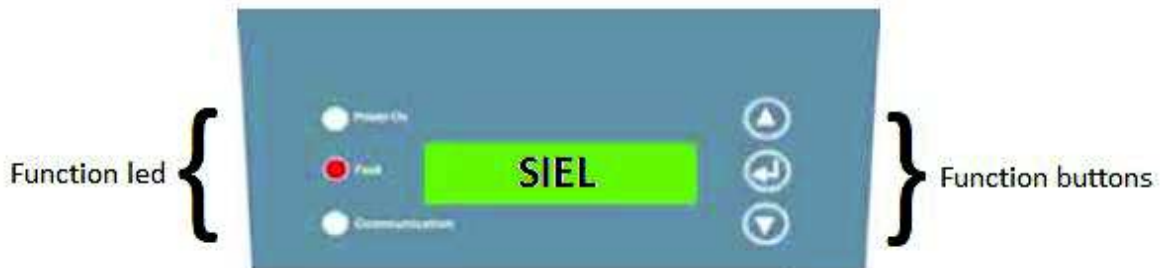 Power On
Function led
Fault
SIEL
Function buttons
Communication